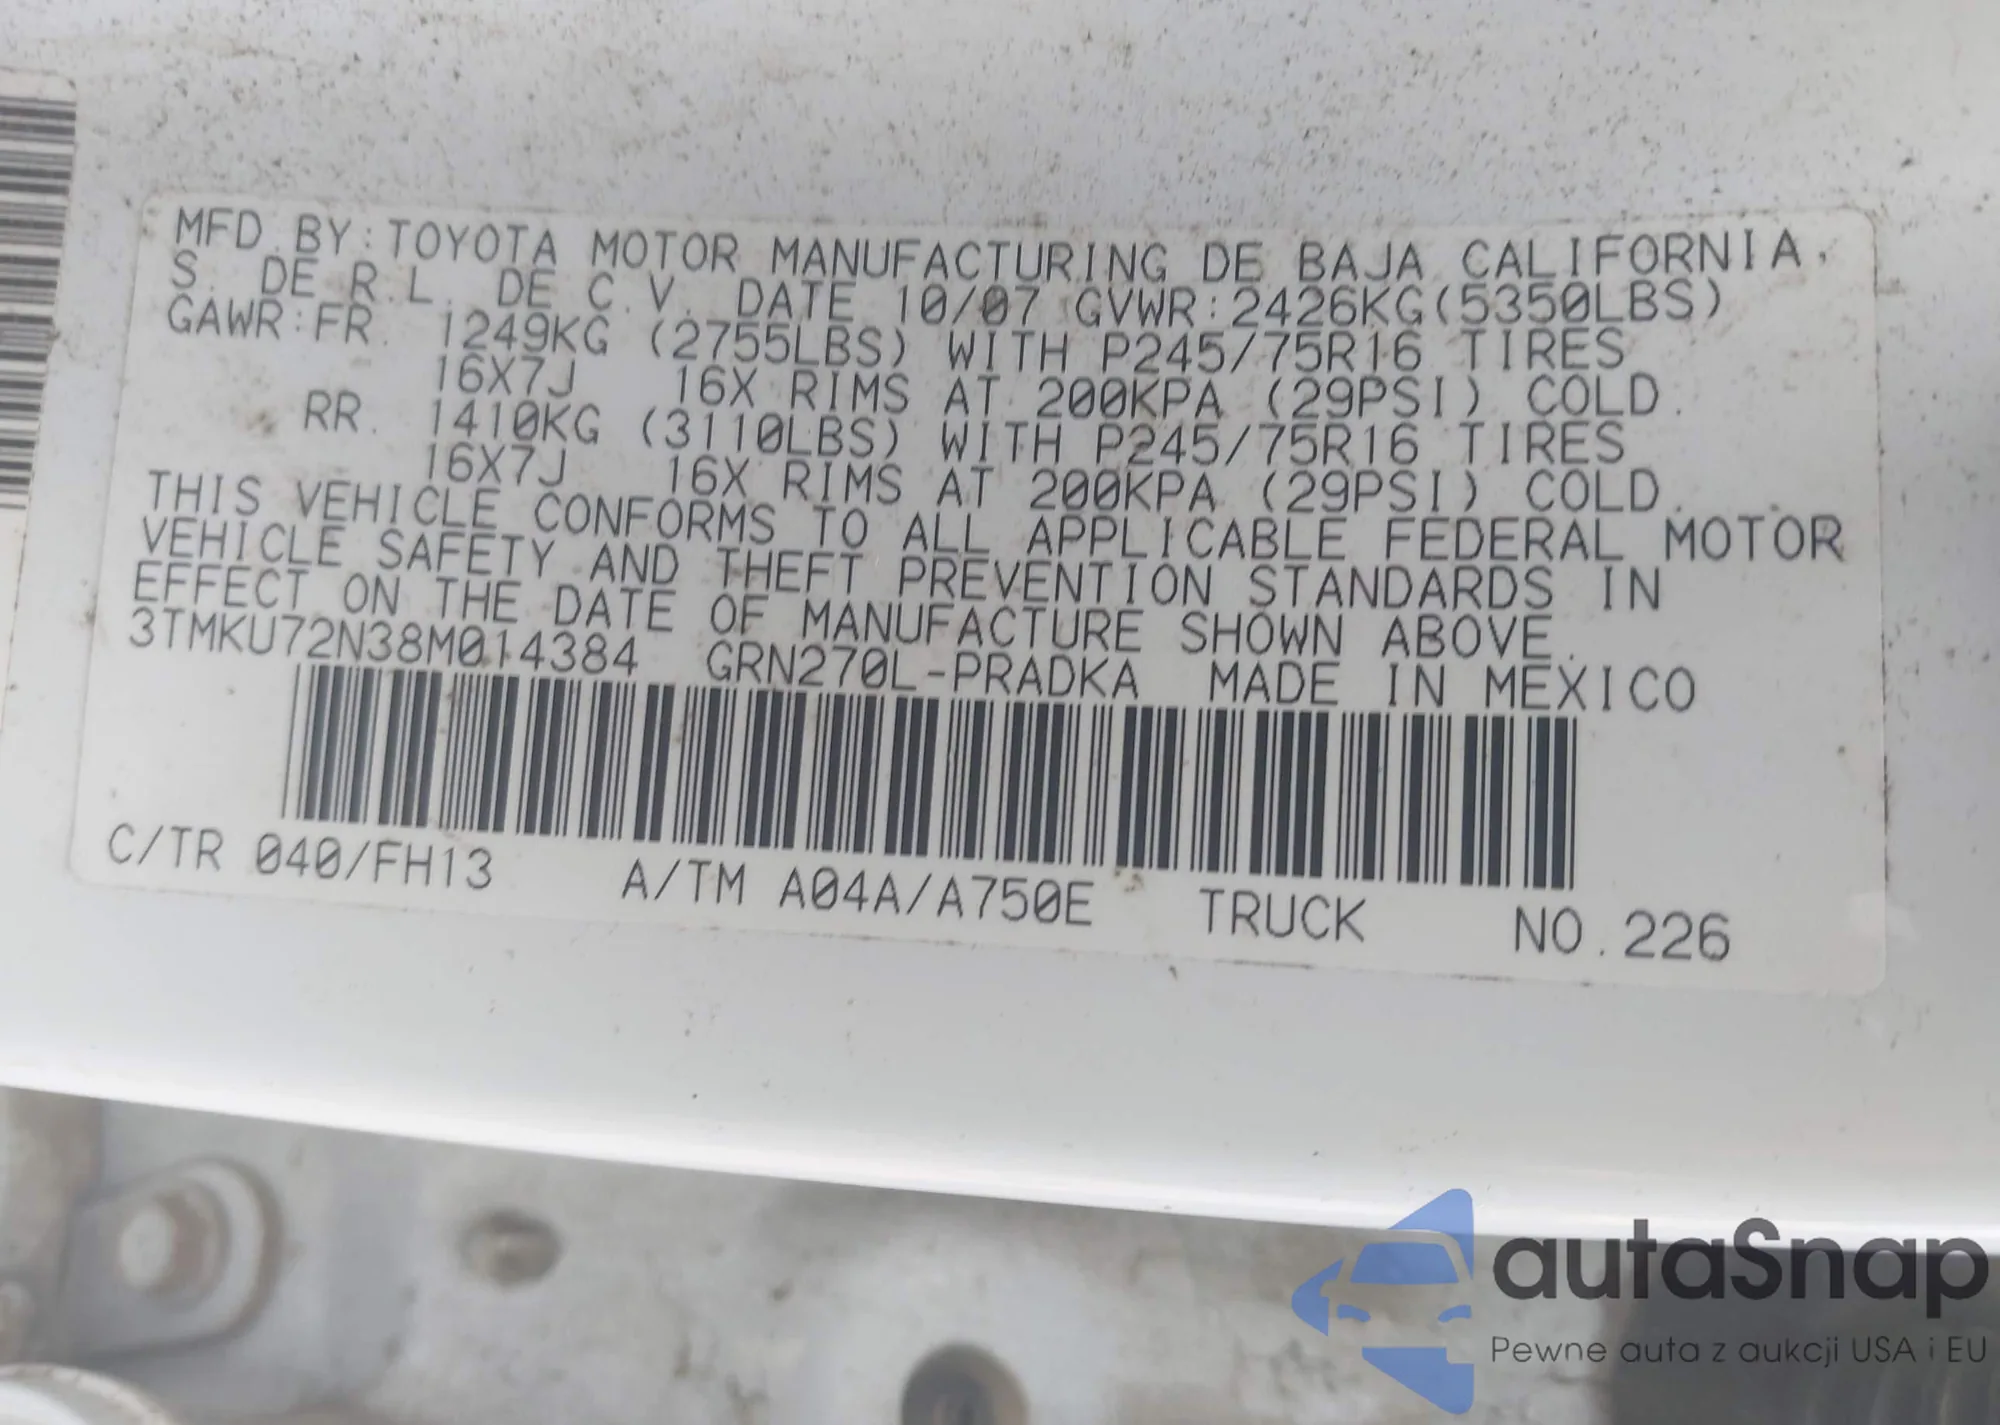 MFD. BY: TOYOTA MOTOR MANUFACTURING DE BAJA CALIFORNIA,
S. DE R.L. DE C.V. DATE 10/07 GVWR: 2426KG(5350LBS)
GAWR: FR. 1249KG (2755LBS) WITH P245/75R16 TIRES
16X7J 16X RIMS AT 200KPA (29PSI) COLD.
RR. 1410KG (3110LBS) WITH P245/75R16 TIRES
16X7J 16X RIMS AT 200KPA (29PSI) COLD.
THIS VEHICLE CONFORMS TO ALL APPLICABLE FEDERAL MOTOR
VEHICLE SAFETY AND THEFT PREVENTION STANDARDS IN
EFFECT ON THE DATE OF MANUFACTURE SHOWN ABOVE.
3TMKU72N38M014384 GRN270L-PRADKA MADE IN MEXICO
C/TR 040/FH13 A/TM A04A/A750E TRUCK NO.226
autaSnap
Pewne auta z aukcji USA i EU